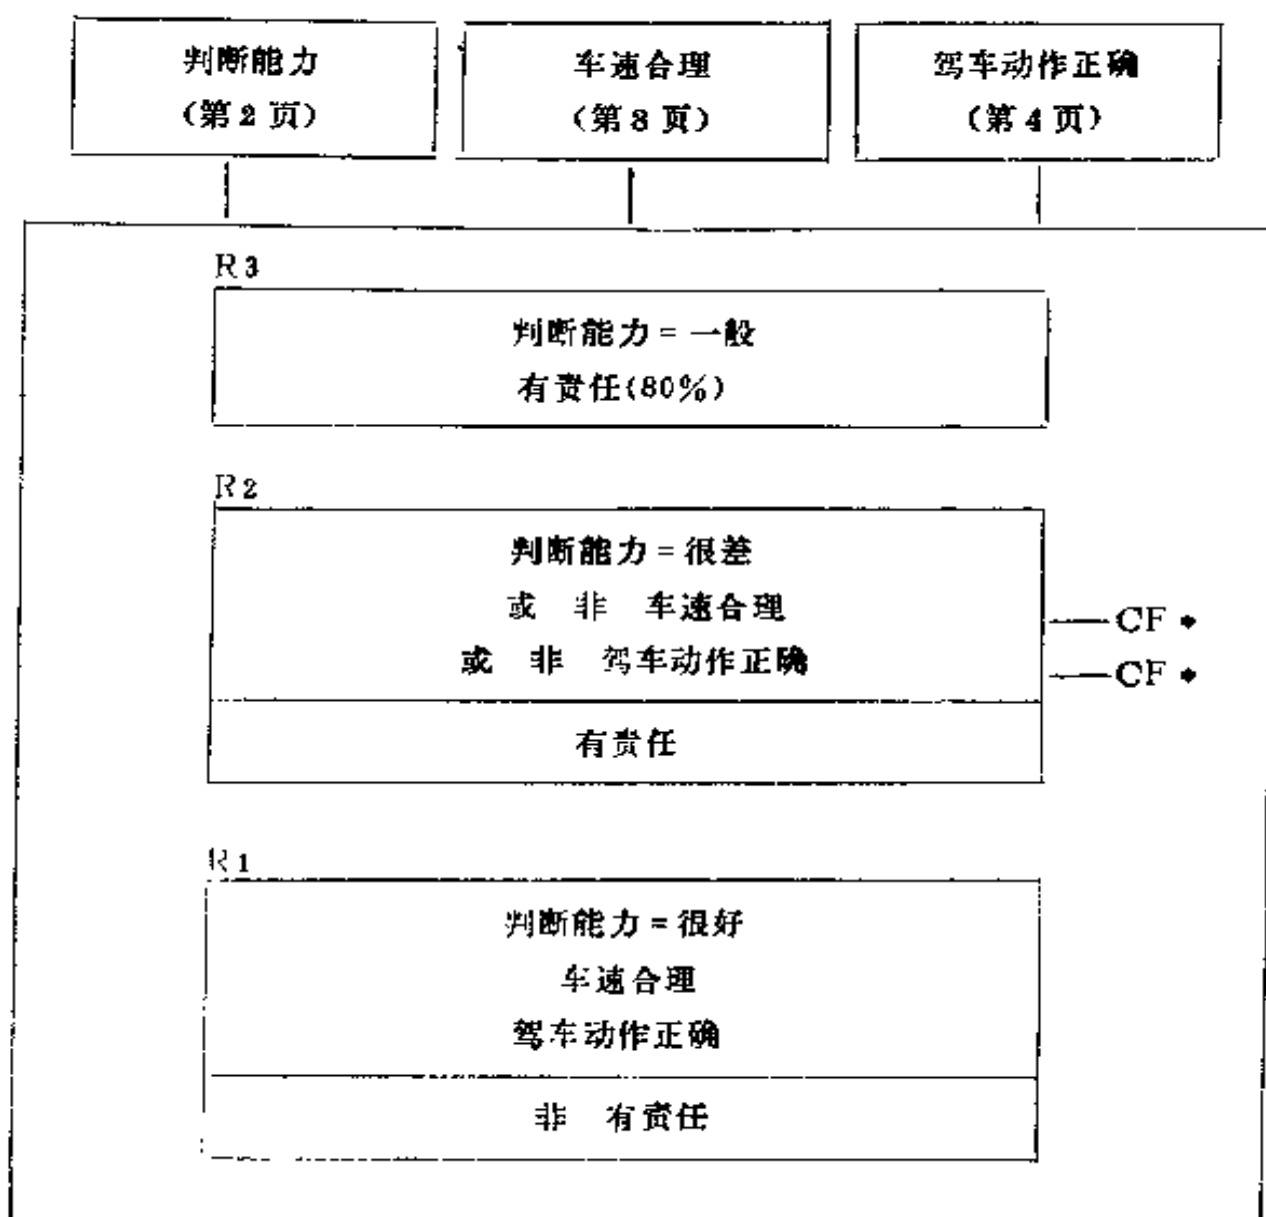 判断能力
(第2页)
车速合理
(第8页)
驾车动作正确
(第4页)
R3
判断能力=一般
有责任(80%)
R2
判断能力=很差
或 非 车速合理
CF
或 非 驾车动作正确
CF
有责任
R1
判断能力=很好
车速合理
驾车动作正确
非 有责任